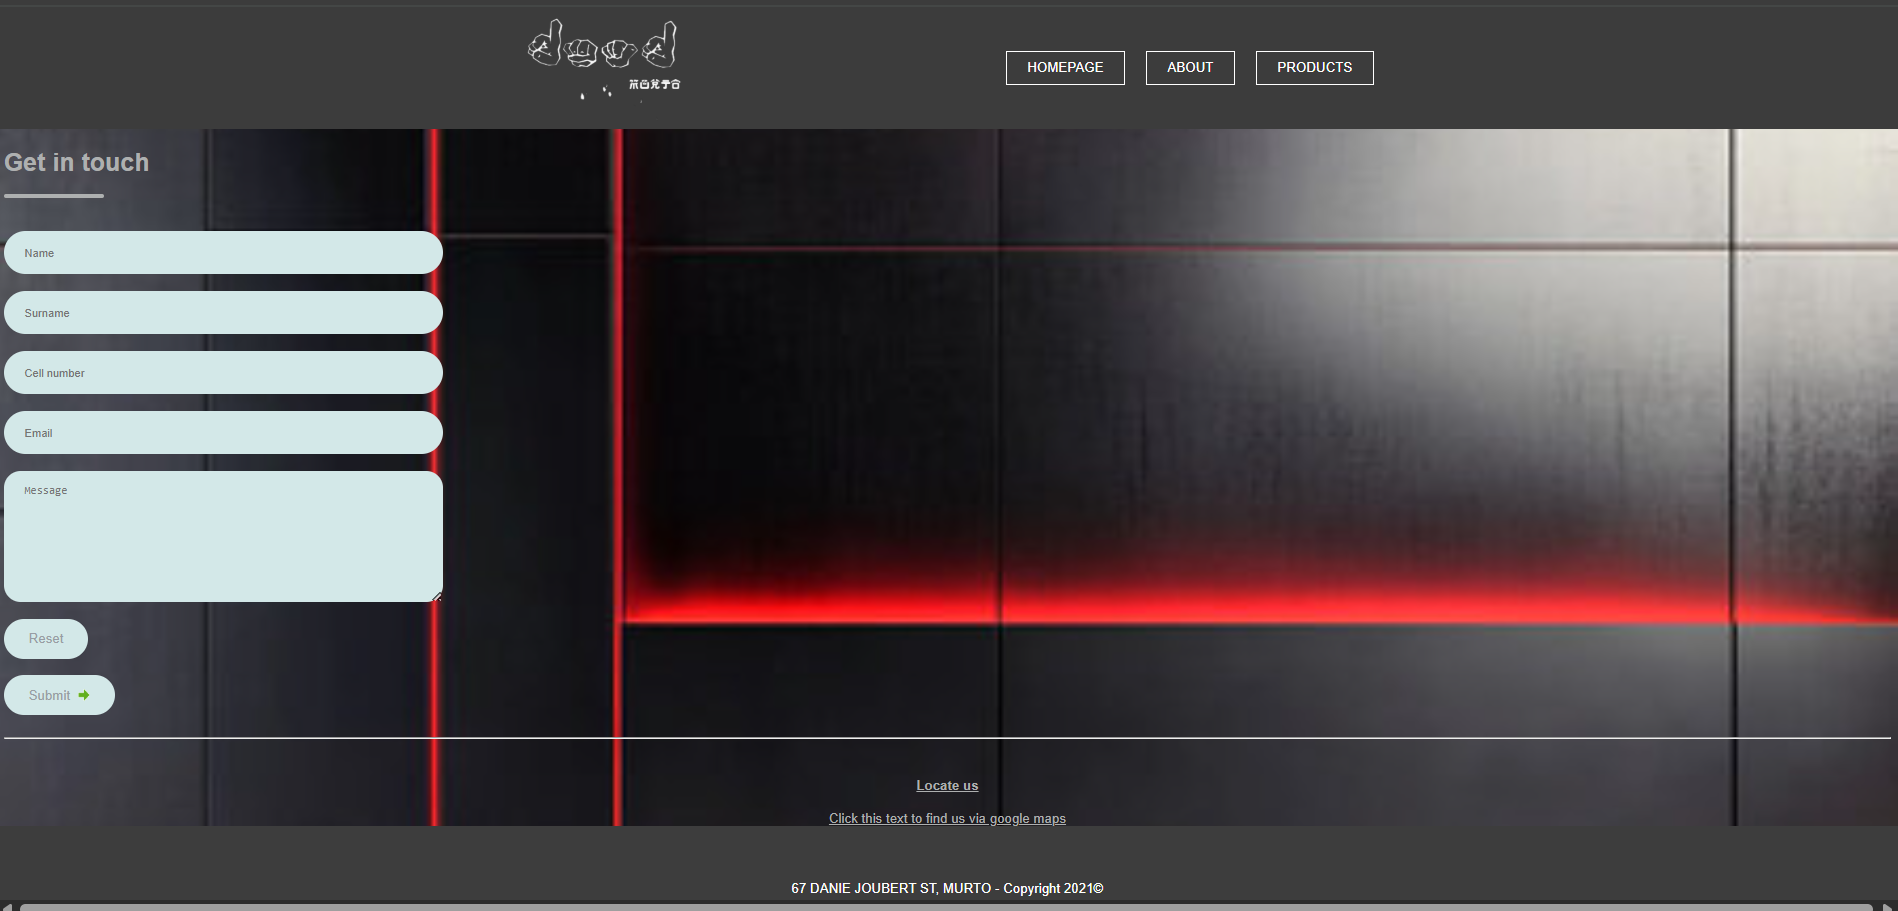 HOMEPAGE
ABOUT
PRODUCTS
Get in touch
Name
Surname
Cell number
Email
Message
Reset
Submit
Locate us
Click this text to find us via google maps
67 DANIE JOUBERT ST, MURTO - Copyright 2021©